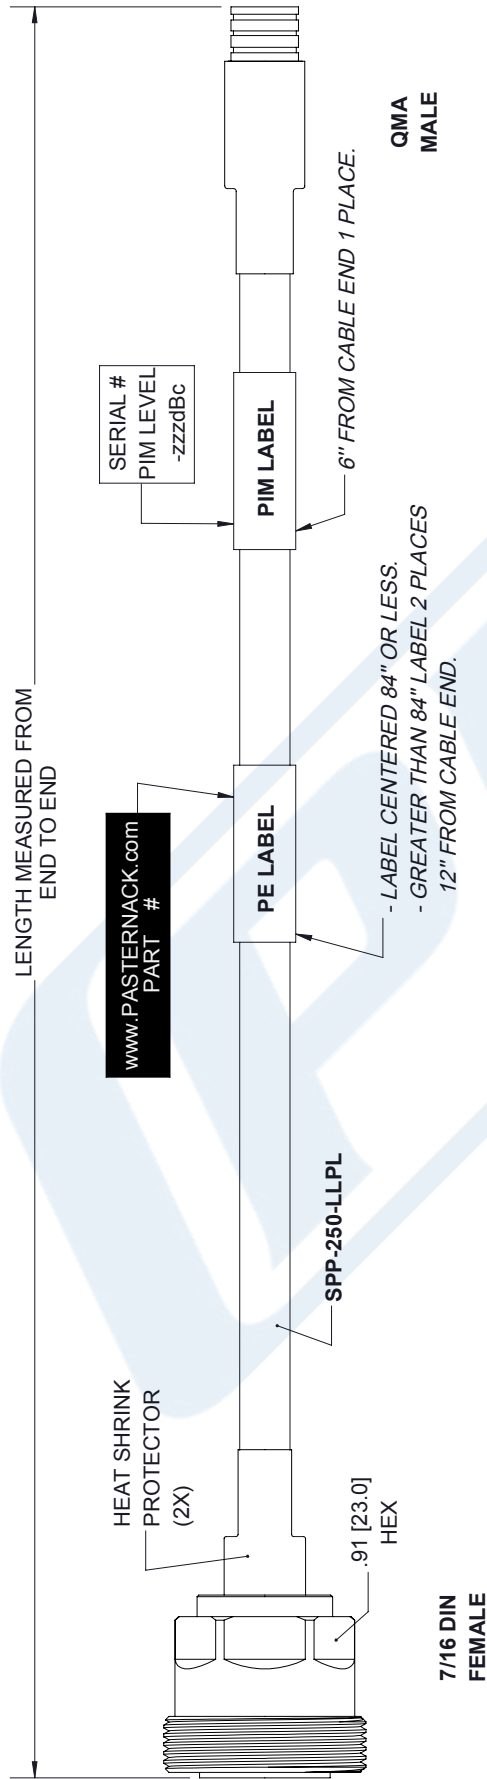 LENGTH MEASURED FROM
END TO END
HEAT SHRINK
PROTECTOR
(2X)
www.PASTERNACK.com
PART #
SERIAL #
PIM LEVEL
-zzzdBc
PE LABEL
PIM LABEL
.91 [23.0]
HEX
SPP-250-LLPL
- LABEL CENTERED 84" OR LESS.
- GREATER THAN 84" LABEL 2 PLACES
12" FROM CABLE END.
6" FROM CABLE END 1 PLACE.
7/16 DIN
FEMALE
QMA
MALE